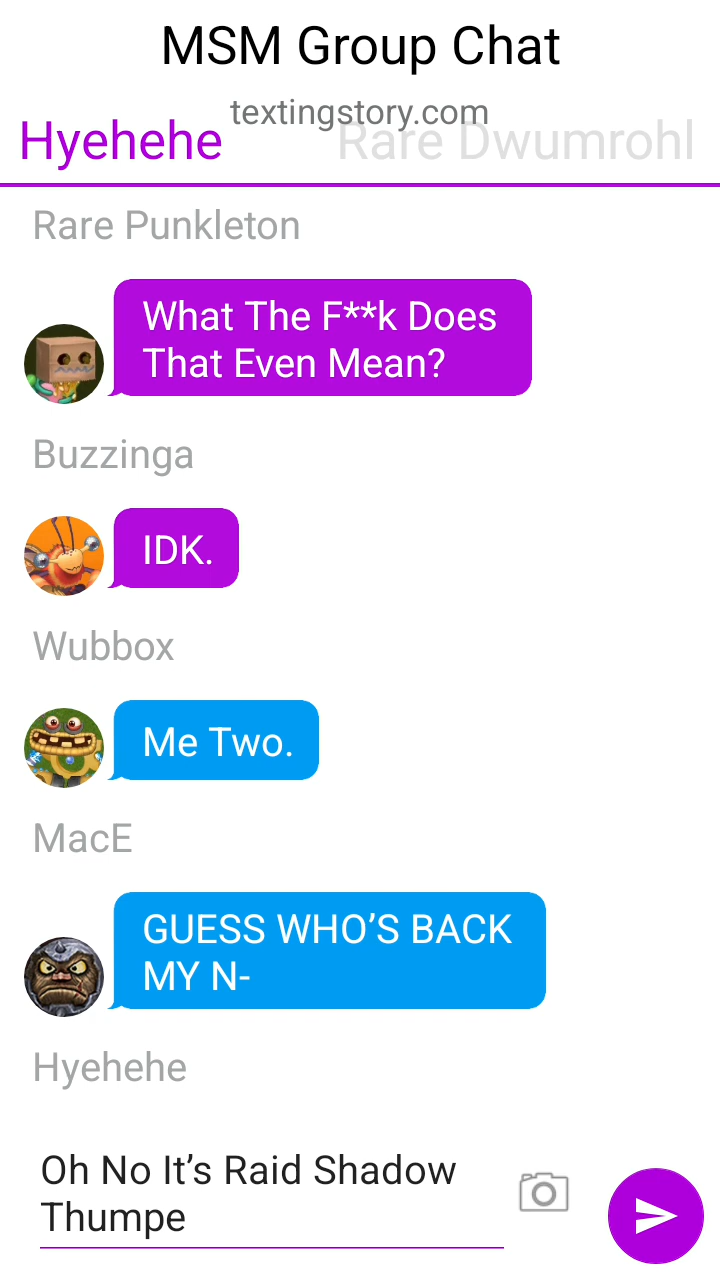 MSM Group Chat
textingstory.com
Hyehehe
Rare Dwumrohl
Rare Punkleton
What The F**k Does
That Even Mean?
Buzzinga
IDK.
Wubbox
Me Two.
MacE
GUESS WHO’S BACK
MY N-
Hyehehe
Oh No It’s Raid Shadow
Thumpe